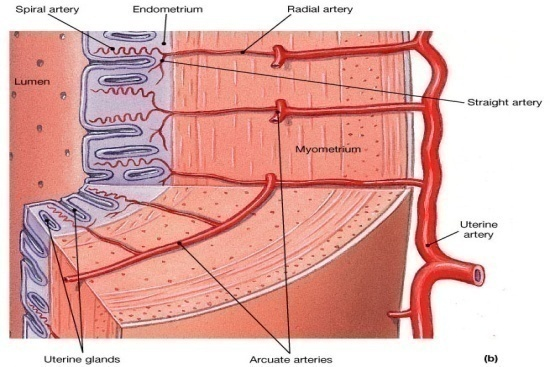 Spiral artery
Endometrium
Radial artery
Lumen
Straight artery
Myometrium
Uterine
artery
Uterine glands
Arcuate arteries
(b)